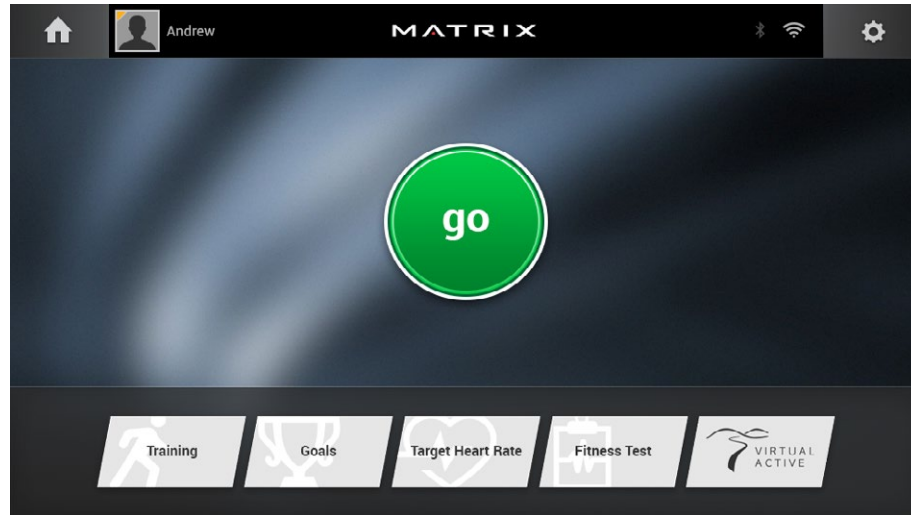 Andrew
MATRIX
go
Training
Goals
Target Heart Rate
Fitness Test
VIRTUAL
ACTIVE